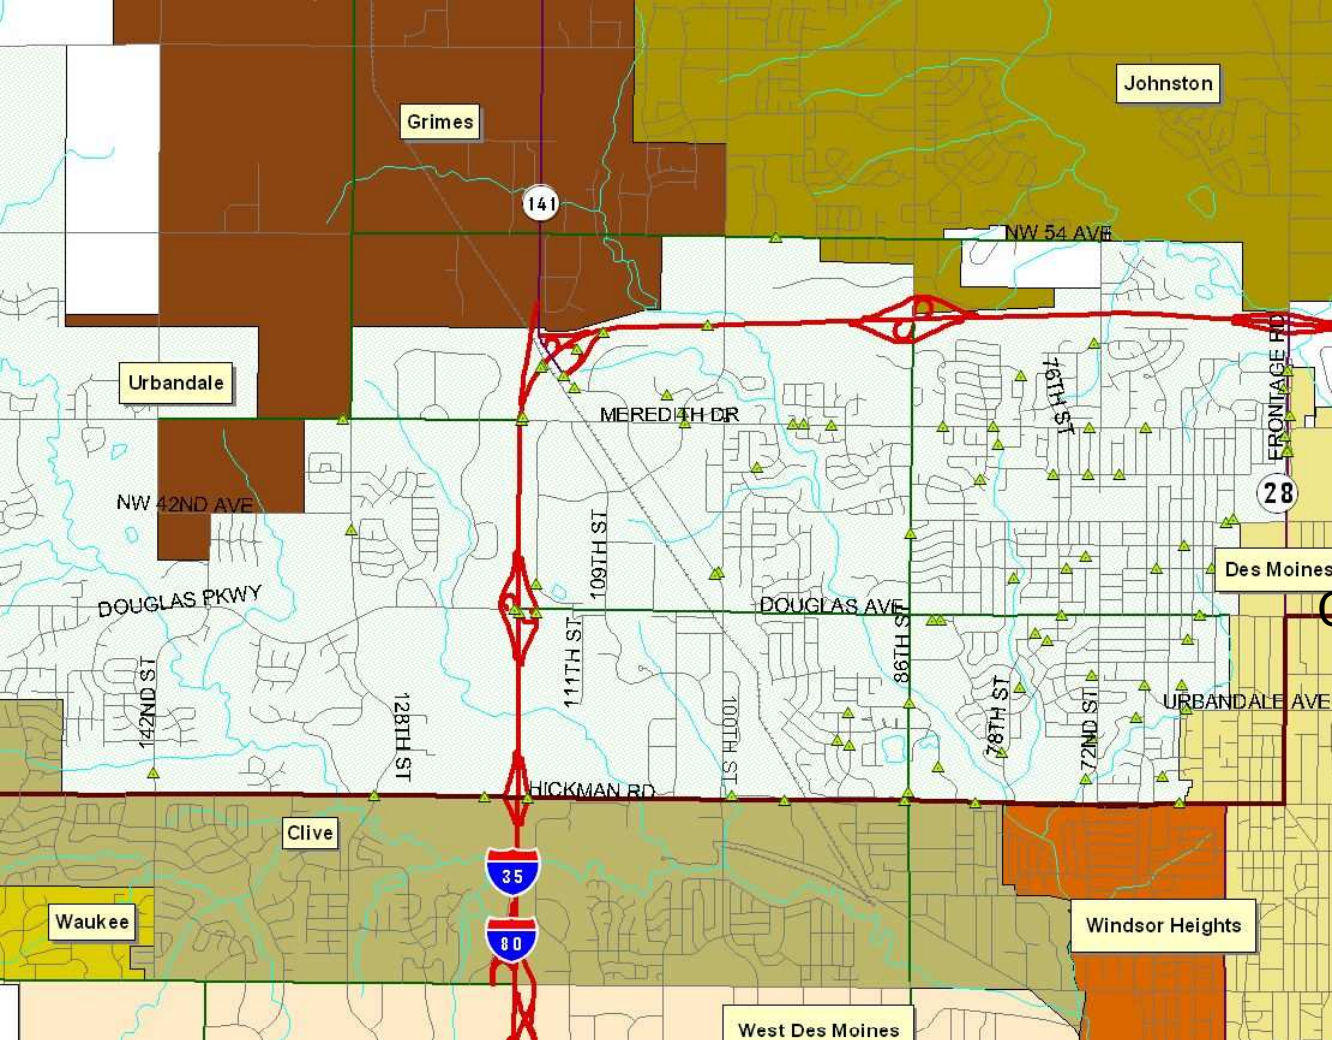 Johnston
Grimes
141
NW 54 AVE
Urbandale
MEREDITH DR
76TH ST
FRONTAGE RD
28
NW 42ND AVE
109TH ST
Des Moines
DOUGLAS PKWY
DOUGLAS AVE
111TH ST
86TH ST
142ND ST
128TH ST
100TH ST
78TH ST
72ND ST
URBANDALE AVE
HICKMAN RD
Clive
35
Waukee
80
Windsor Heights
West Des Moines